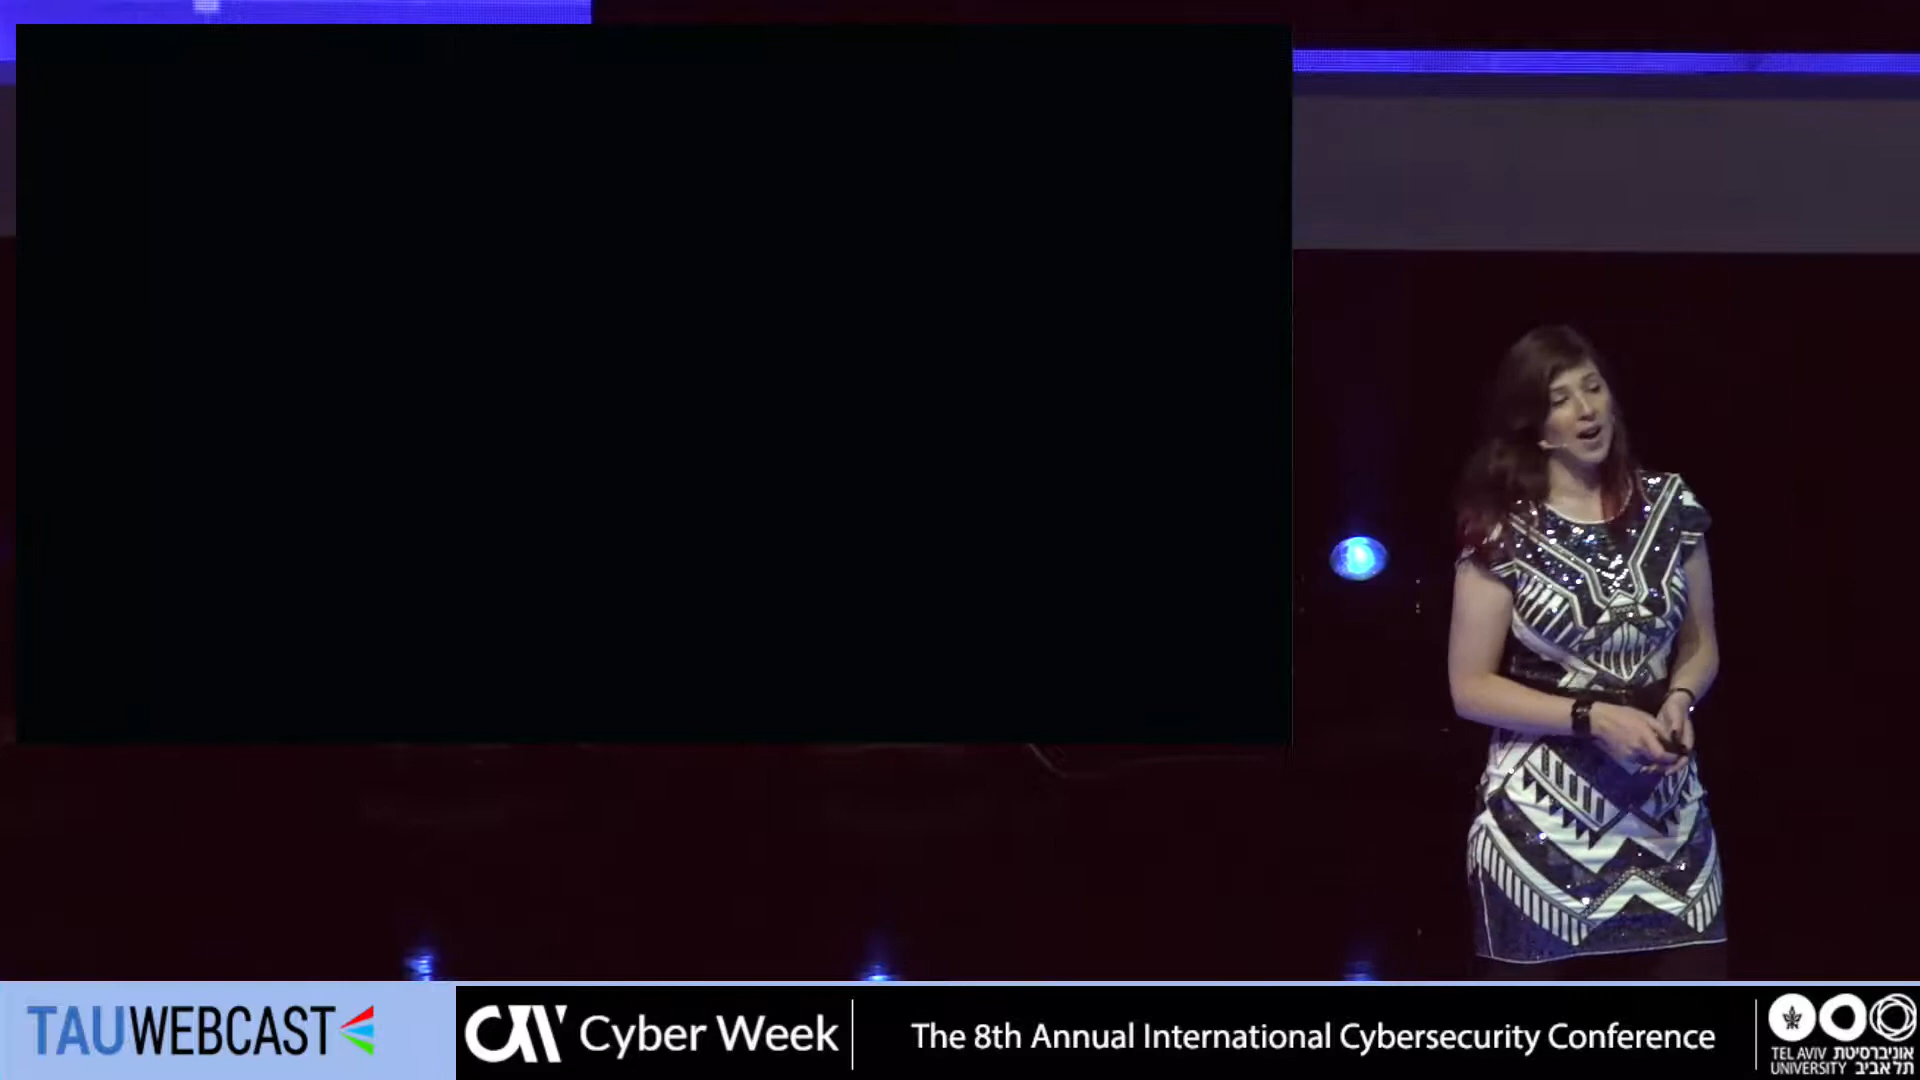 TAUWEBCAST
Cyber Week
The 8th Annual International Cybersecurity Conference
TEL AVIV אוניברסיטת
UNIVERSITY תל אביב